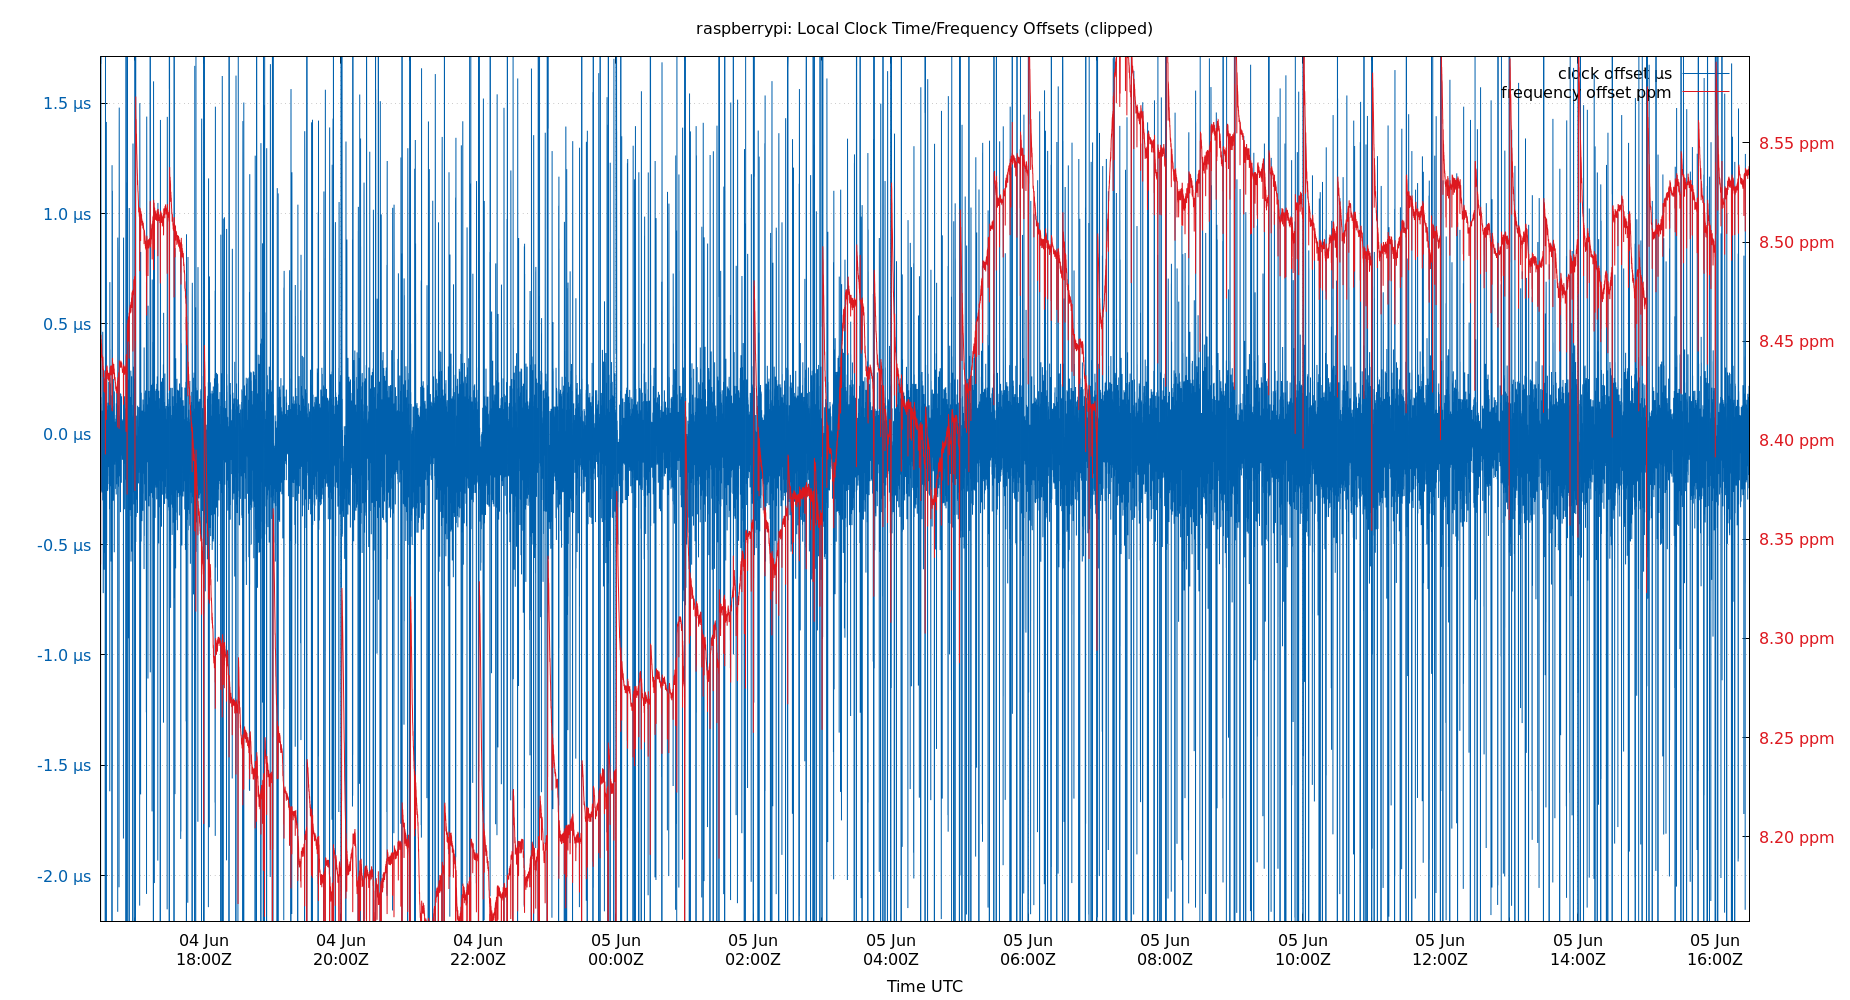 raspberrypi: Local Clock Time/Frequency Offsets (clipped)
clock offset µs
frequency offset ppm
1.5 µs
1.0 µs
0.5 µs
0.0 µs
-0.5 µs
-1.0 µs
-1.5 µs
-2.0 µs
8.55 ppm
8.50 ppm
8.45 ppm
8.40 ppm
8.35 ppm
8.30 ppm
8.25 ppm
8.20 ppm
04 Jun 04 Jun 04 Jun 05 Jun 05 Jun 05 Jun 05 Jun 05 Jun 05 Jun 05 Jun 05 Jun 05 Jun
18:00Z 20:00Z 22:00Z 00:00Z 02:00Z 04:00Z 06:00Z 08:00Z 10:00Z 12:00Z 14:00Z 16:00Z
Time UTC